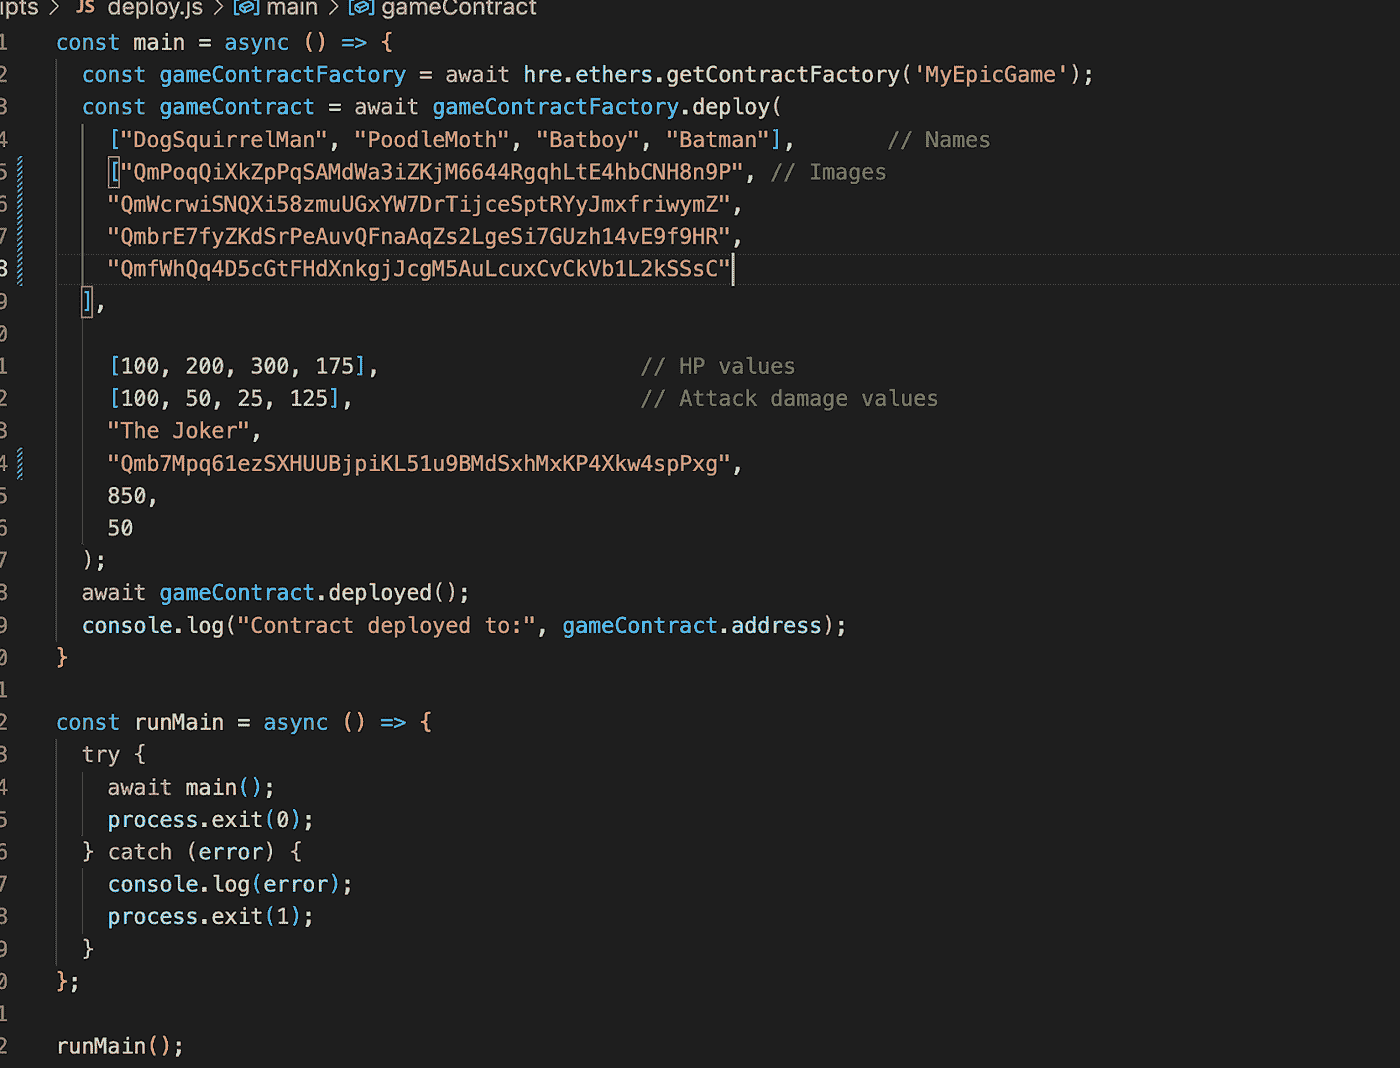 ipts > JS deploy.js > main > gameContract
1 const main = async () => {
2 const gameContractFactory = await hre.ethers.getContractFactory('MyEpicGame');
3 const gameContract = await gameContractFactory.deploy(
4 ["DogSquirrelMan", "PoodleMoth", "Batboy", "Batman"], // Names
5 ["QmPoqQiXkZpPqSAMdWa3iZKjM6644RgqhLtE4hbCNH8n9P", // Images
6 "QmWcrwiSNQXi58zmuUGxYW7DrTijceSptRYyJmxfriwymZ",
7 "QmbrE7fyZKdSrPeAuvQFnaAqZs2LgeSi7GUzh14vE9f9HR",
8 "QmfWhQq4D5cGtFHdXnkgjJcgM5AuLcuxCvCkVb1L2kSSsC"
9 ],
0
1 [100, 200, 300, 175], // HP values
2 [100, 50, 25, 125], // Attack damage values
3 "The Joker",
4 "Qmb7Mpq61ezSXHUUBjpiKL51u9BMdSxhMxKP4Xkw4spPxg",
5 850,
6 50
7 );
8 await gameContract.deployed();
9 console.log("Contract deployed to:", gameContract.address);
0 }
1
2 const runMain = async () => {
3 try {
4 await main();
5 process.exit(0);
6 } catch (error) {
7 console.log(error);
8 process.exit(1);
9 }
0 };
1
2 runMain();